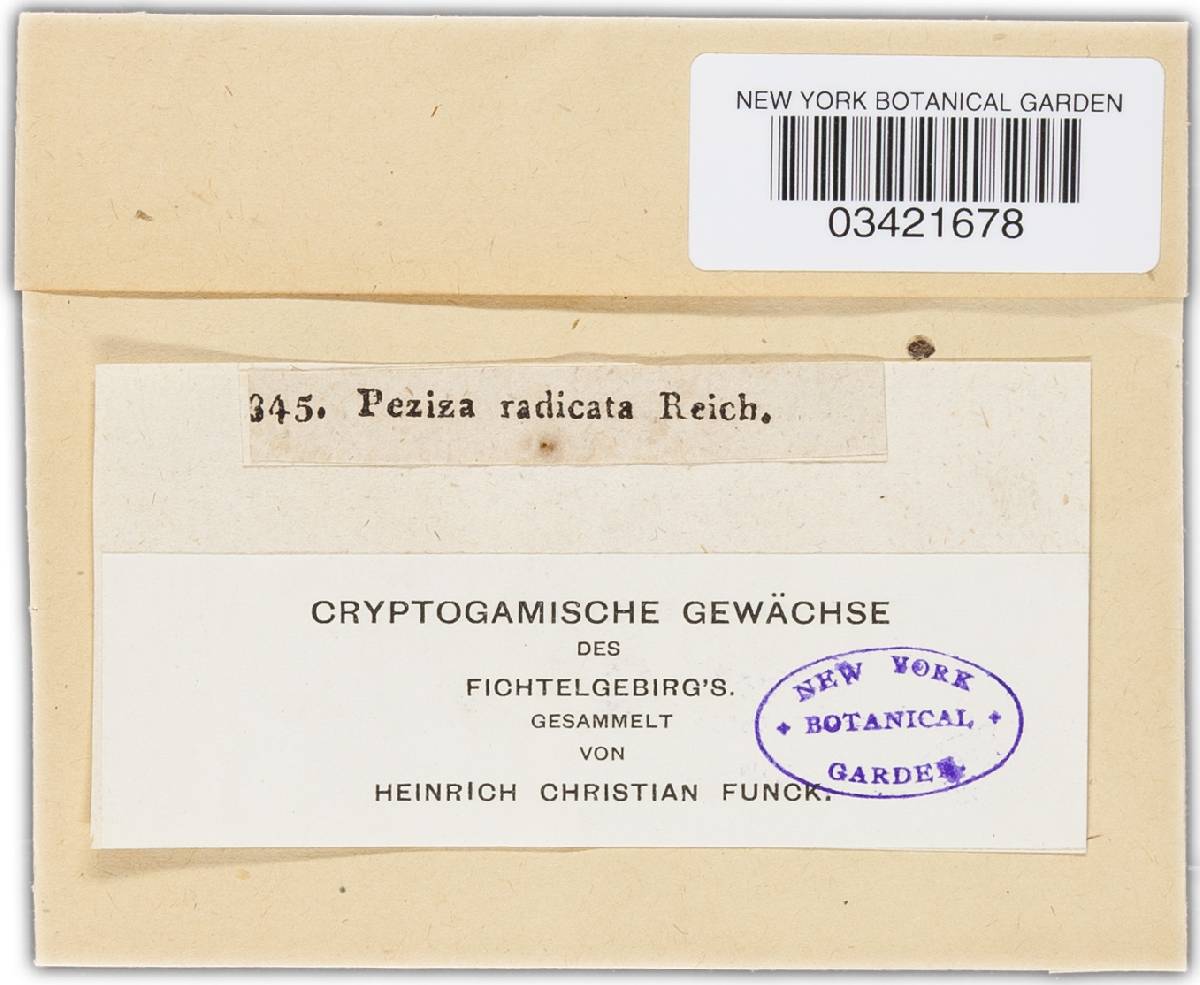 NEW YORK BOTANICAL GARDEN
03421678
345. Peziza radicata Reich.
CRYPTOGAMISCHE GEWÄCHSE
DES
FICHTELGEBIRG'S.
GESAMMELT
VON
HEINRICH CHRISTIAN FUNCK.
NEW YORK
BOTANICAL
GARDEN.